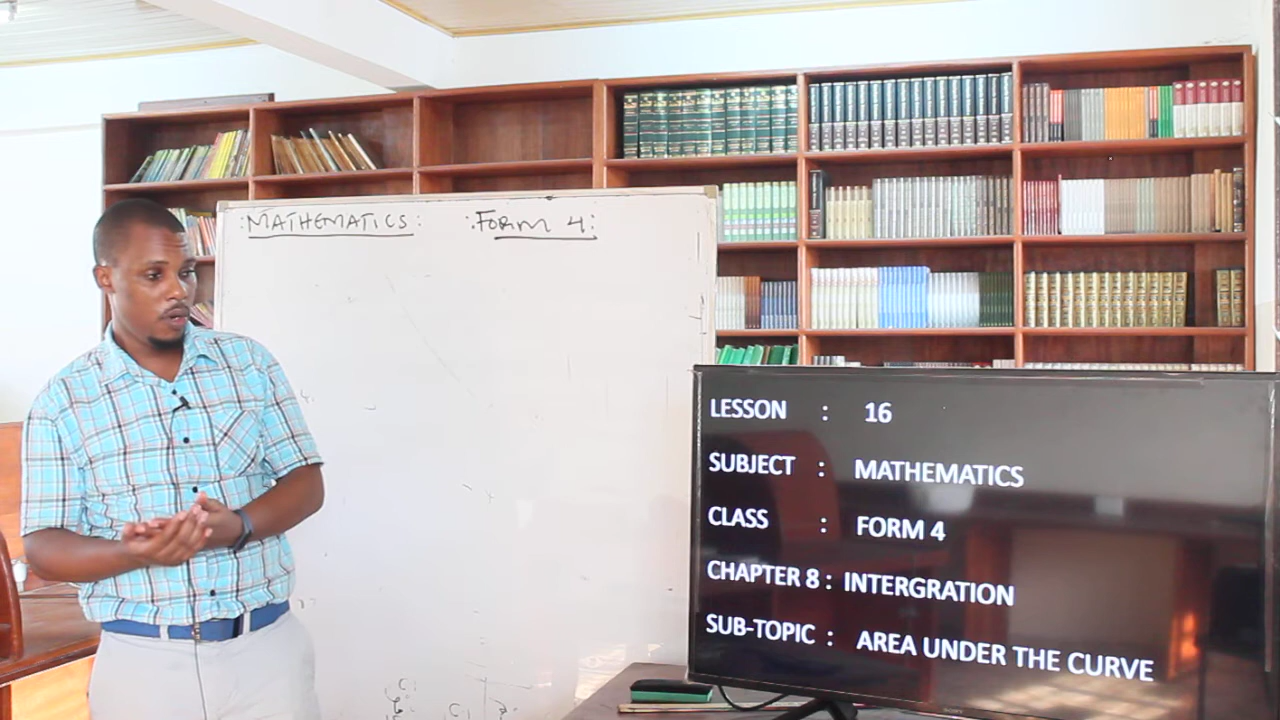 :MATHEMATICS: :FORM 4:
LESSON : 16
SUBJECT : MATHEMATICS
CLASS : FORM 4
CHAPTER 8 : INTERGRATION
SUB-TOPIC : AREA UNDER THE CURVE
SONY